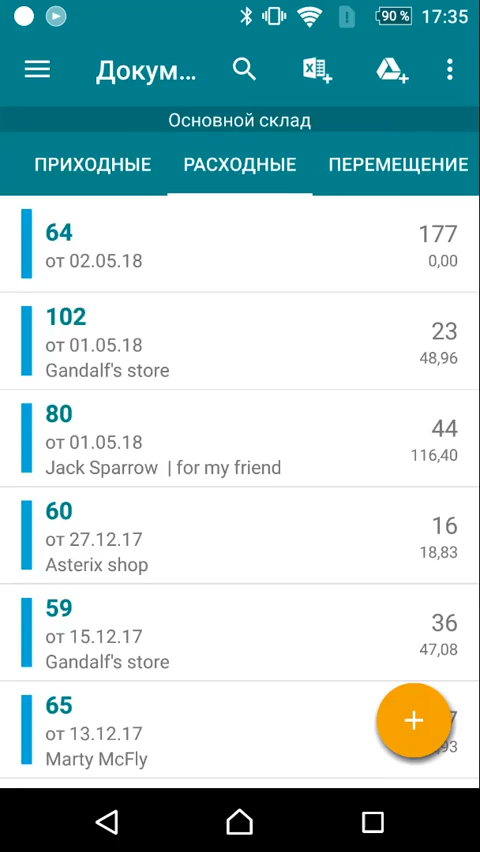 90 % 17:35
Докум...
Основной склад
ПРИХОДНЫЕ РАСХОДНЫЕ ПЕРЕМЕЩЕНИЕ
64
177
от 02.05.18
0,00
102
23
от 01.05.18
48,96
Gandalf's store
80
44
от 01.05.18
116,40
Jack Sparrow | for my friend
60
16
от 27.12.17
18,83
Asterix shop
59
36
от 15.12.17
47,08
Gandalf's store
65
от 13.12.17
Marty McFly